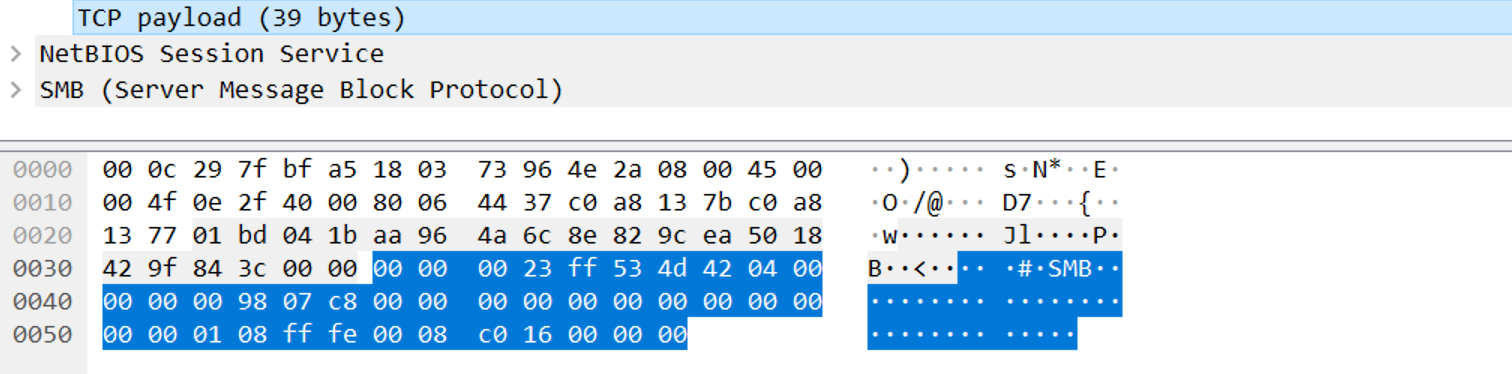 TCP payload (39 bytes)
NetBIOS Session Service
SMB (Server Message Block Protocol)
0000 00 0c 29 7f bf a5 18 03 73 96 4e 2a 08 00 45 00 ··)····· s·N*··E·
0010 00 4f 0e 2f 40 00 80 06 44 37 c0 a8 13 7b c0 a8 ·O·/@··· D7···{··
0020 13 77 01 bd 04 1b aa 96 4a 6c 8e 82 9c ea 50 18 ·w······ Jl····P·
0030 42 9f 84 3c 00 00 00 00 00 23 ff 53 4d 42 04 00 B··<···· ·#·SMB··
0040 00 00 00 98 07 c8 00 00 00 00 00 00 00 00 00 00 ········ ········
0050 00 00 01 08 ff fe 00 08 c0 16 00 00 00 ········ ·····